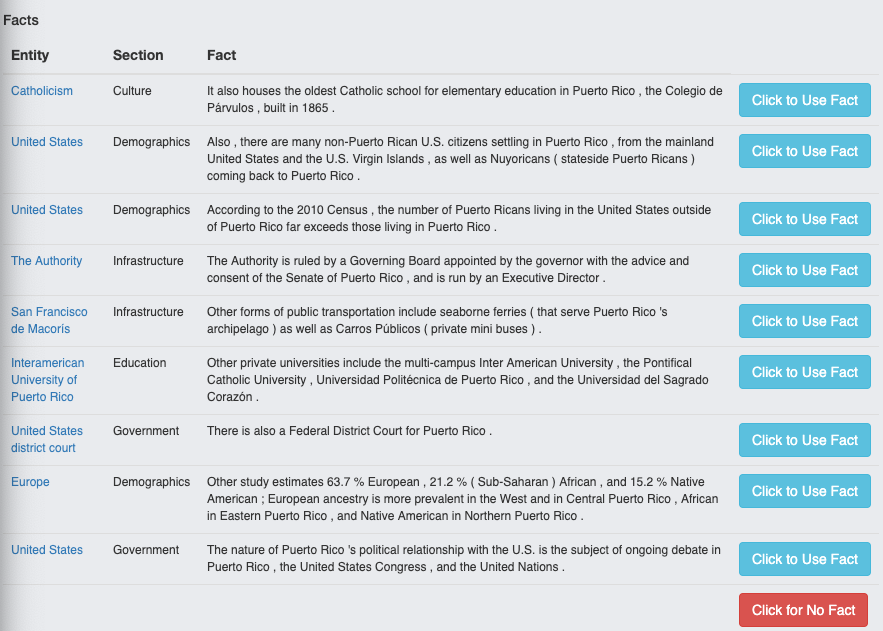 Facts
Entity Section Fact
Catholicism Culture It also houses the oldest Catholic school for elementary education in Puerto Rico , the Colegio de Click to Use Fact
Párvulos , built in 1865 .
United States Demographics Also , there are many non-Puerto Rican U.S. citizens settling in Puerto Rico , from the mainland Click to Use Fact
United States and the U.S. Virgin Islands , as well as Nuyoricans ( stateside Puerto Ricans )
coming back to Puerto Rico .
United States Demographics According to the 2010 Census , the number of Puerto Ricans living in the United States outside Click to Use Fact
of Puerto Rico far exceeds those living in Puerto Rico .
The Authority Infrastructure The Authority is ruled by a Governing Board appointed by the governor with the advice and Click to Use Fact
consent of the Senate of Puerto Rico , and is run by an Executive Director .
San Francisco Infrastructure Other forms of public transportation include seaborne ferries ( that serve Puerto Rico 's Click to Use Fact
de Macorís archipelago ) as well as Carros Públicos ( private mini buses ) .
Interamerican Education Other private universities include the multi-campus Inter American University , the Pontifical Click to Use Fact
University of Catholic University , Universidad Politécnica de Puerto Rico , and the Universidad del Sagrado
Puerto Rico Corazón .
United States Government There is also a Federal District Court for Puerto Rico . Click to Use Fact
district court
Europe Demographics Other study estimates 63.7 % European , 21.2 % ( Sub-Saharan ) African , and 15.2 % Native Click to Use Fact
American ; European ancestry is more prevalent in the West and in Central Puerto Rico , African
in Eastern Puerto Rico , and Native American in Northern Puerto Rico .
United States Government The nature of Puerto Rico 's political relationship with the U.S. is the subject of ongoing debate in Click to Use Fact
Puerto Rico , the United States Congress , and the United Nations .
Click for No Fact